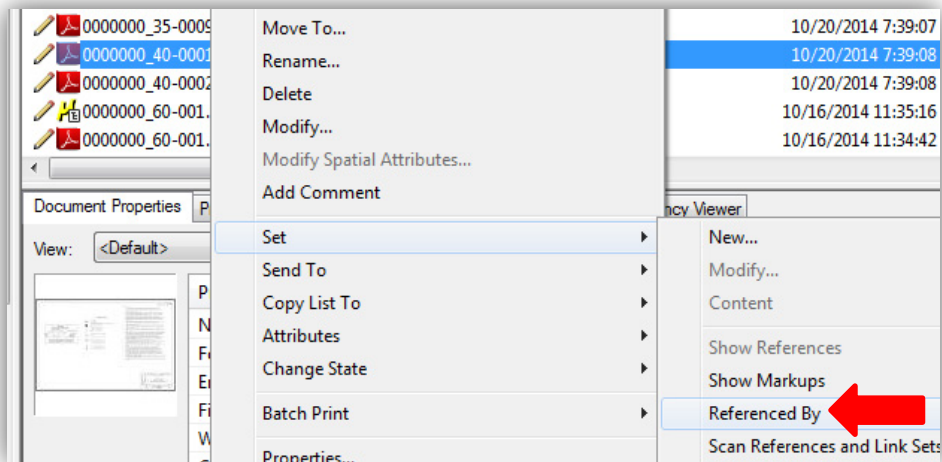 0000000_35-0009 Move To... 10/20/2014 7:39:07
0000000_40-0001 Rename... 10/20/2014 7:39:08
0000000_40-0002 Delete 10/20/2014 7:39:08
0000000_60-001. Modify... 10/16/2014 11:35:16
0000000_60-001. Modify Spatial Attributes... 10/16/2014 11:34:42
Add Comment
Document Properties P ncy Viewer
Set New...
View: <Default>
Send To Modify...
P
Copy List To Content
N
Attributes
Fo Show References
Change State
Er Show Markups
Fi Batch Print Referenced By
W
Properties... Scan References and Link Sets